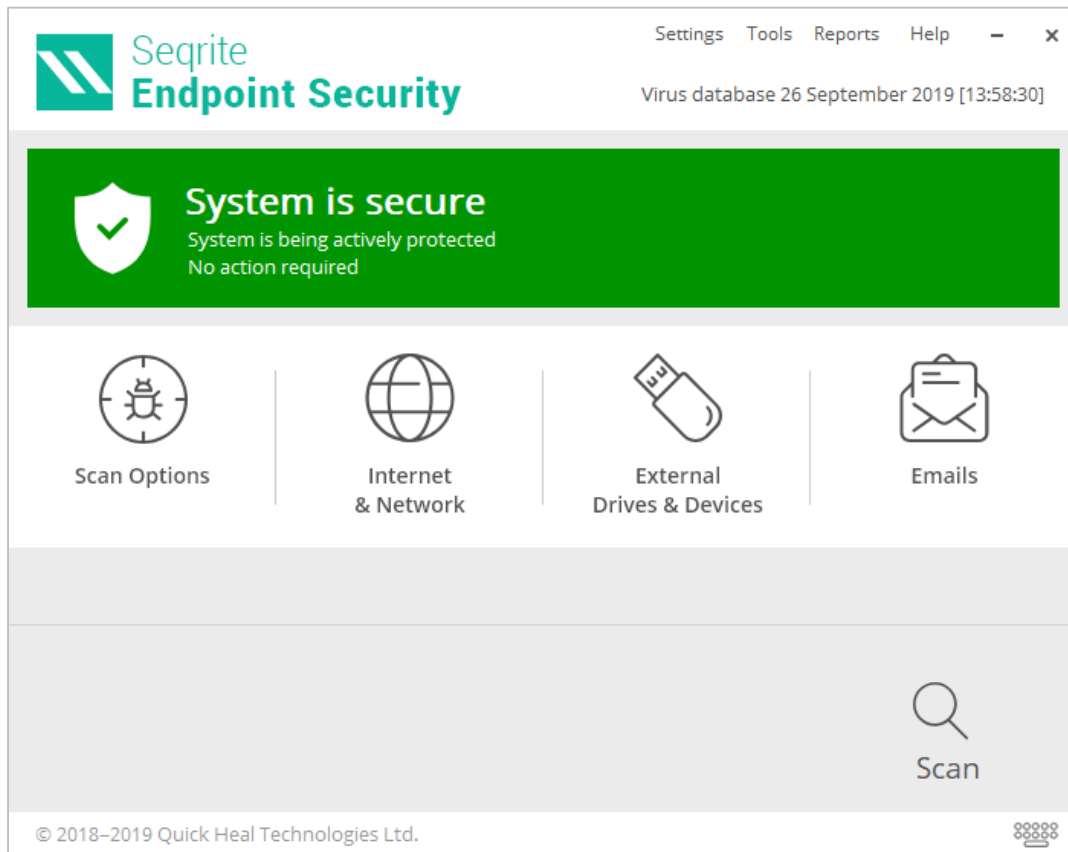 Seqrite
Endpoint Security
Settings Tools Reports Help
Virus database 26 September 2019 [13:58:30]
System is secure
System is being actively protected
No action required
Scan Options
Internet
& Network
External
Drives & Devices
Emails
Scan
© 2018–2019 Quick Heal Technologies Ltd.